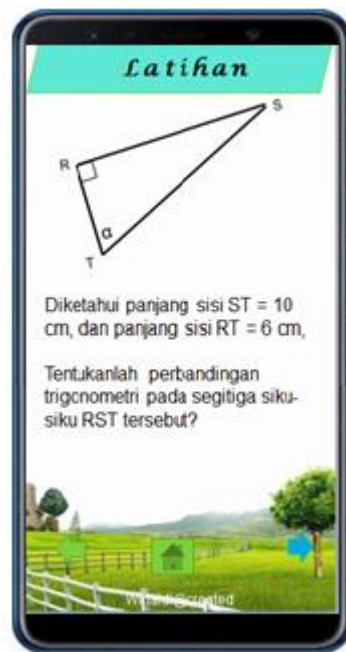 Latihan
S
R
α
T
Diketahui panjang sisi ST = 10
cm, dan panjang sisi RT = 6 cm,
Tentukanlah perbandingan
trigonometri pada segitiga siku-
siku RST tersebut?